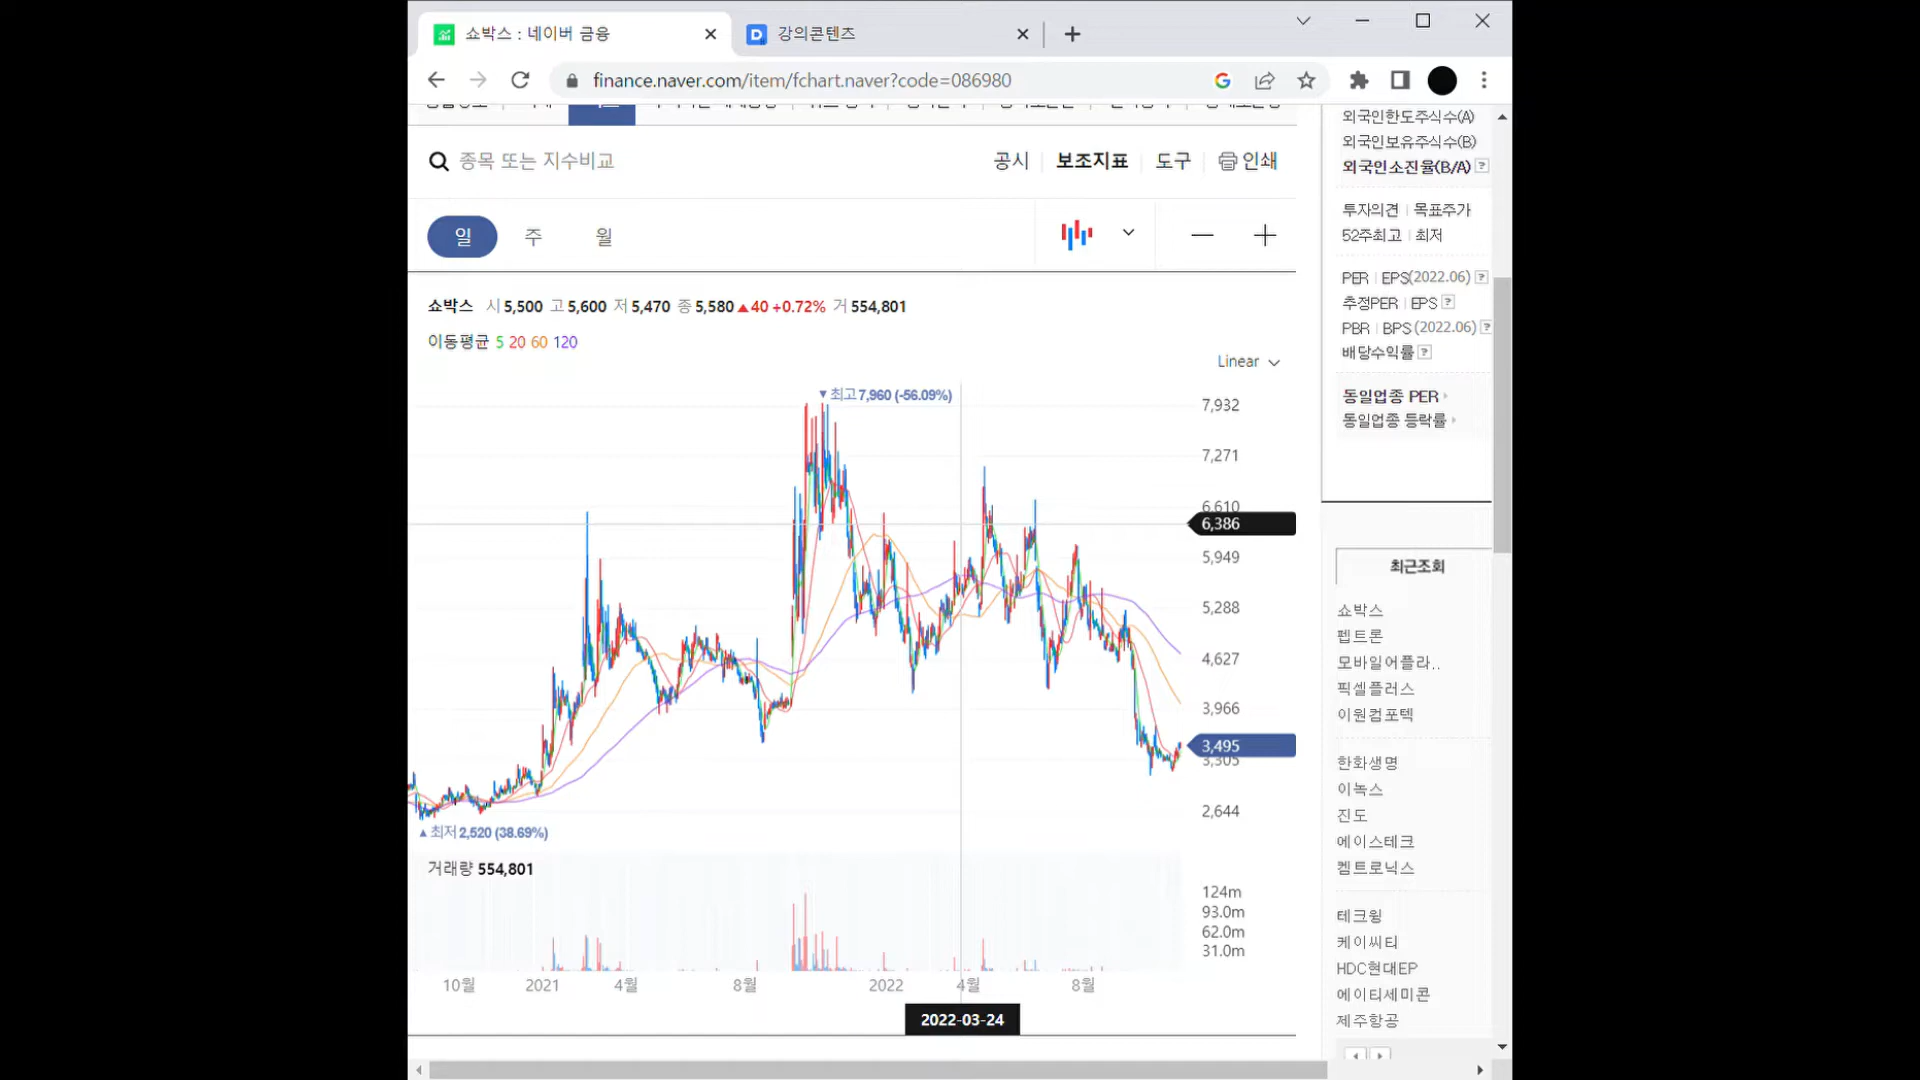 쇼박스 : 네이버 금융
강의콘텐츠
finance.naver.com/item/fchart.naver?code=086980
종목 또는 지수비교
공시 보조지표 도구 인쇄
일 주 월
쇼박스 시 5,500 고 5,600 저 5,470 종 5,580 ▲40 +0.72% 거 554,801
이동평균 5 20 60 120
Linear
▼최고 7,960 (-56.09%)
7,932
7,271
6,610
6,386
5,949
5,288
4,627
3,966
3,495
3,305
2,644
▲최저 2,520 (38.69%)
거래량 554,801
124m
93.0m
62.0m
31.0m
10월 2021 4월 8월 2022 4월 8월
2022-03-24
외국인한도주식수(A)
외국인보유주식수(B)
외국인소진율(B/A) ?
투자의견 | 목표주가
52주최고 | 최저
PER | EPS(2022.06) ?
추정PER | EPS ?
PBR | BPS (2022.06) ?
배당수익률 ?
동일업종 PER
동일업종 등락률
최근조회
쇼박스
펩트론
모바일어플라..
픽셀플러스
이원컴포텍
한화생명
이녹스
진도
에이스테크
켐트로닉스
테크윙
케이씨티
HDC현대EP
에이티세미콘
제주항공